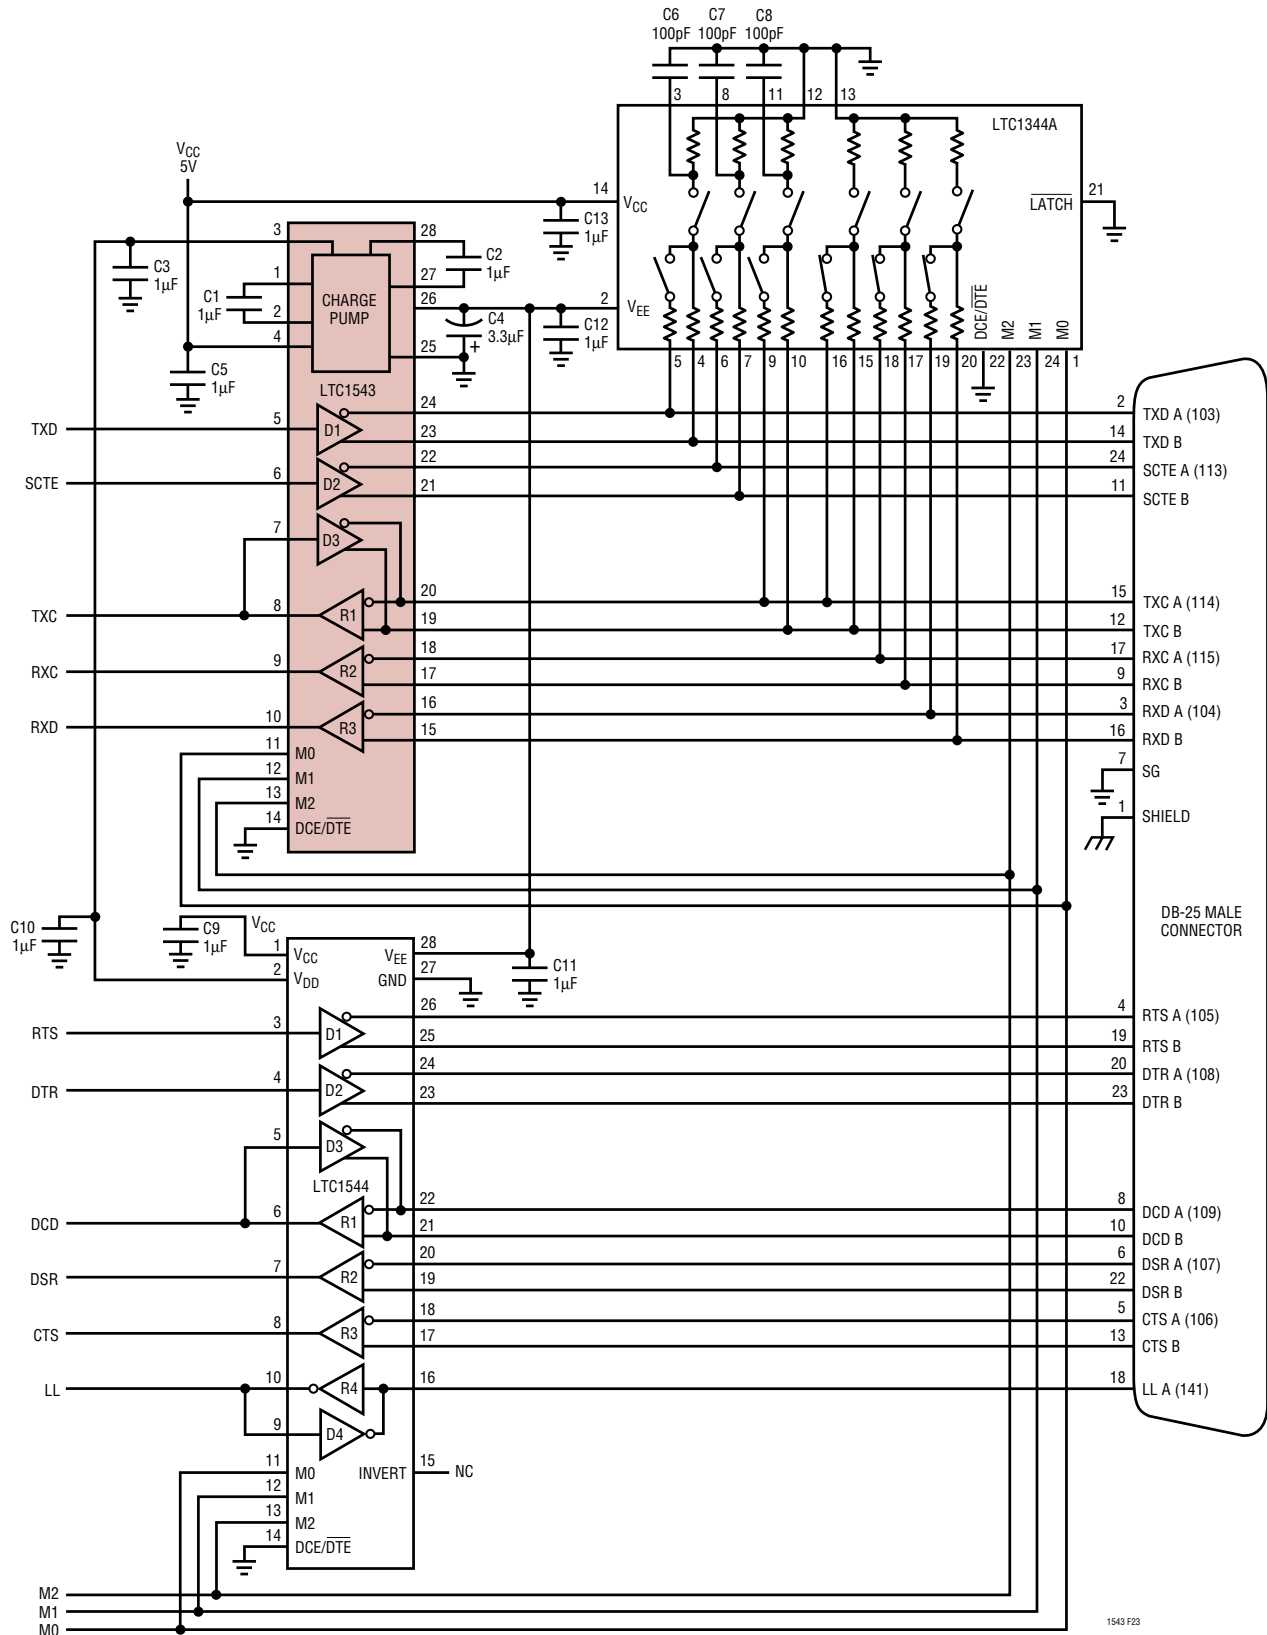 C6 C7 C8
100pF 100pF 100pF
3 8 11 12 13
LTC1344A
VCC
5V
14
VCC
LATCH
21
C13
1µF
3
28
C3
1µF
1
C2
1µF
27
C1
1µF
CHARGE
PUMP
26
2
VEE
2
4
C4
3.3µF
+
C12
1µF
DCE/DTE
M2
M1
M0
25
5 4 6 7 9 10 16 15 18 17 19 20 22 23 24 1
C5
1µF
LTC1543
TXD
5
D1
24
23
2
TXD A (103)
14
TXD B
SCTE
6
D2
22
21
24
SCTE A (113)
11
SCTE B
7
D3
TXC
8
R1
20
19
15
TXC A (114)
12
TXC B
RXC
9
R2
18
17
17
RXC A (115)
9
RXC B
RXD
10
R3
16
15
3
RXD A (104)
16
RXD B
11
M0
12
M1
13
M2
14
DCE/DTE
7
SG
1
SHIELD
DB-25 MALE
CONNECTOR
C10
1µF
C9
1µF
VCC
1
VCC
2
VDD
VEE
28
GND
27
C11
1µF
RTS
3
D1
26
25
4
RTS A (105)
19
RTS B
DTR
4
D2
24
23
20
DTR A (108)
23
DTR B
5
D3
LTC1544
DCD
6
R1
22
21
8
DCD A (109)
10
DCD B
DSR
7
R2
20
19
6
DSR A (107)
22
DSR B
CTS
8
R3
18
17
5
CTS A (106)
13
CTS B
LL
10
R4
16
18
LL A (141)
9
D4
11
M0
INVERT
15
NC
12
M1
13
M2
14
DCE/DTE
M2
M1
M0
1543 F23